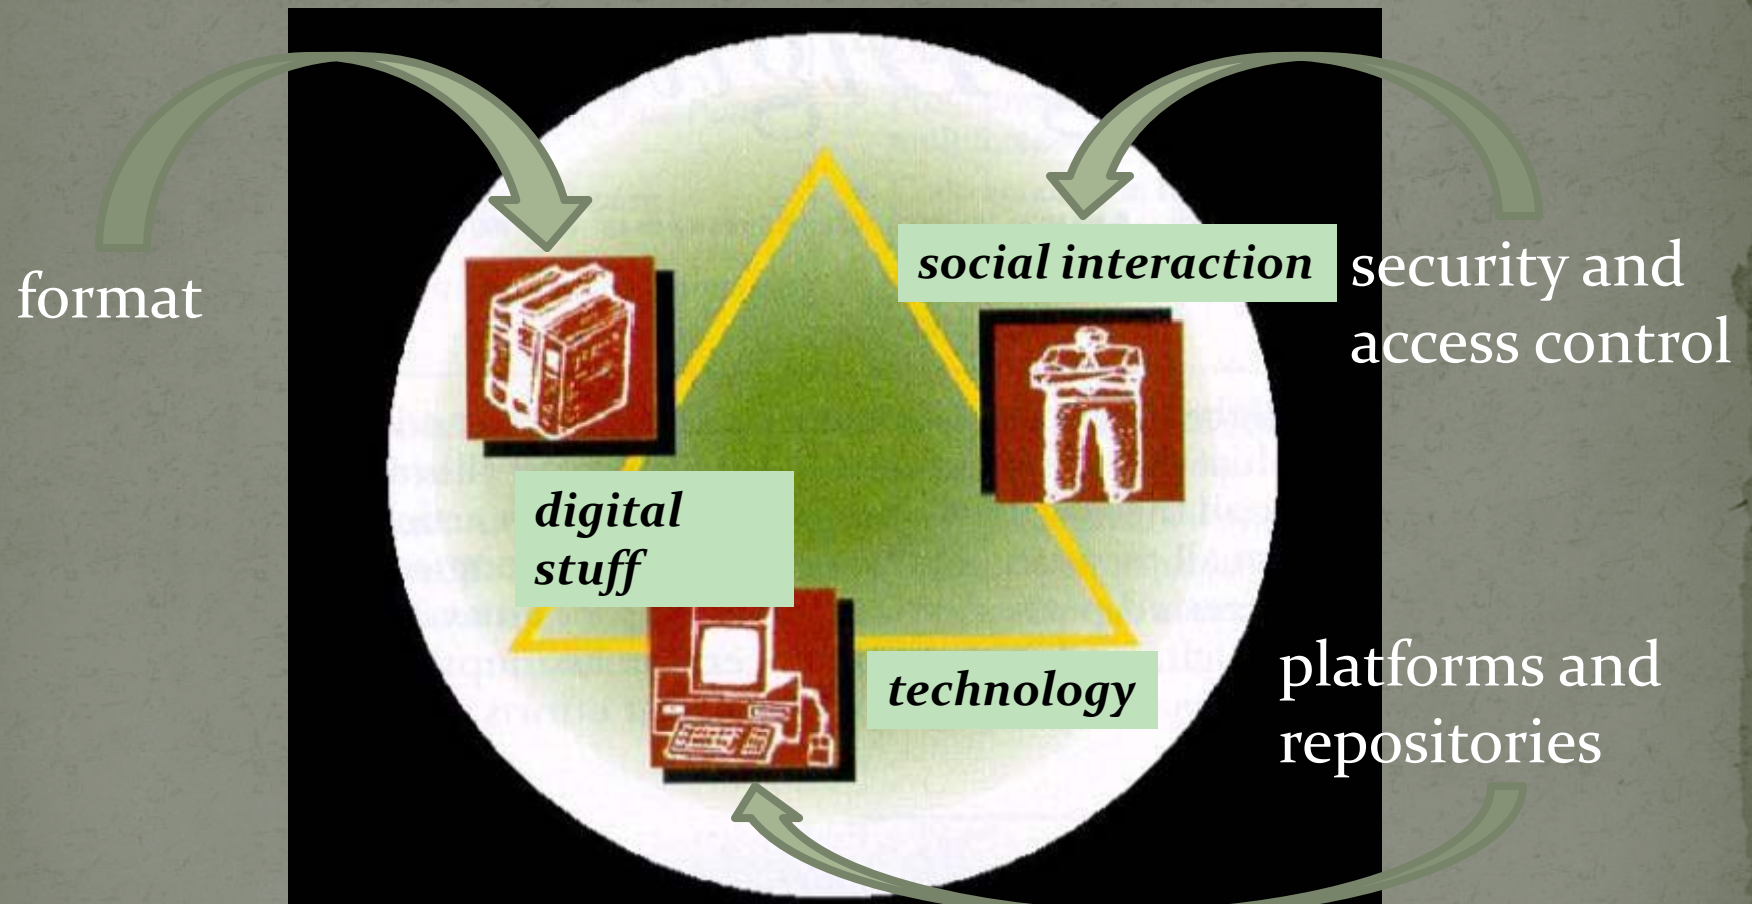 format
social interaction
security and
access control
digital
stuff
technology
platforms and
repositories